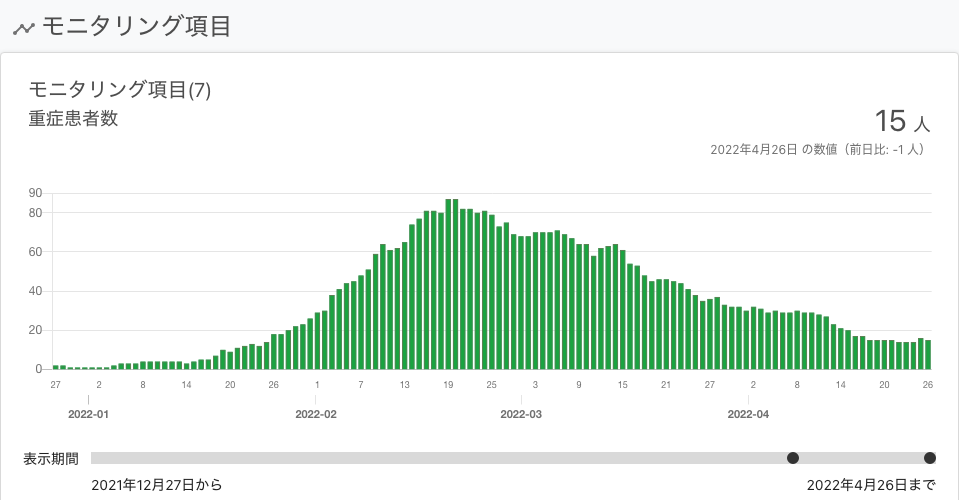 モニタリング項目
モニタリング項目(7)
重症患者数
15 人
2022年4月26日 の数値（前日比: -1 人）
90
80
60
40
20
0
27 2 8 14 20 26 1 7 13 19 25 3 9 15 21 27 2 8 14 20 26
2022-01 2022-02 2022-03 2022-04
表示期間
2021年12月27日から 2022年4月26日まで